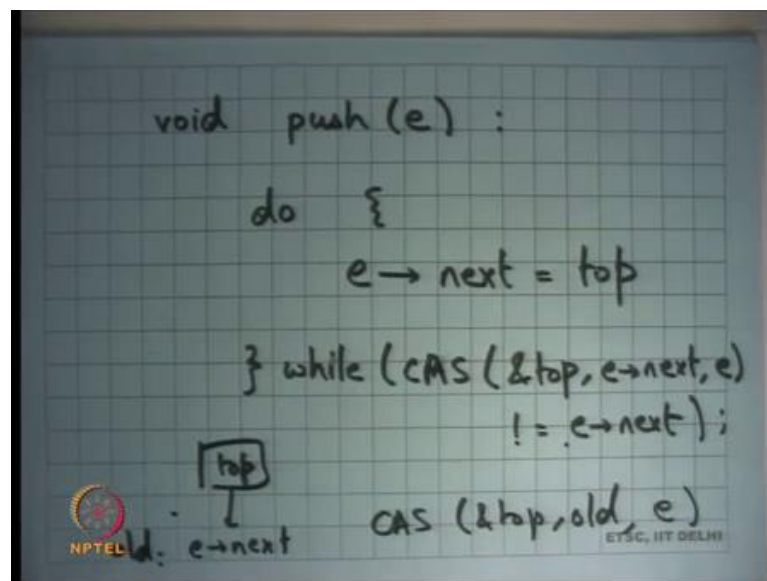 void push (e) :
do {
e → next = top
} while (CAS (&top, e→next, e)
!= e→next);
top
e→next
CAS (&top, old, e)
NPTEL
ETSC, IIT DELHI